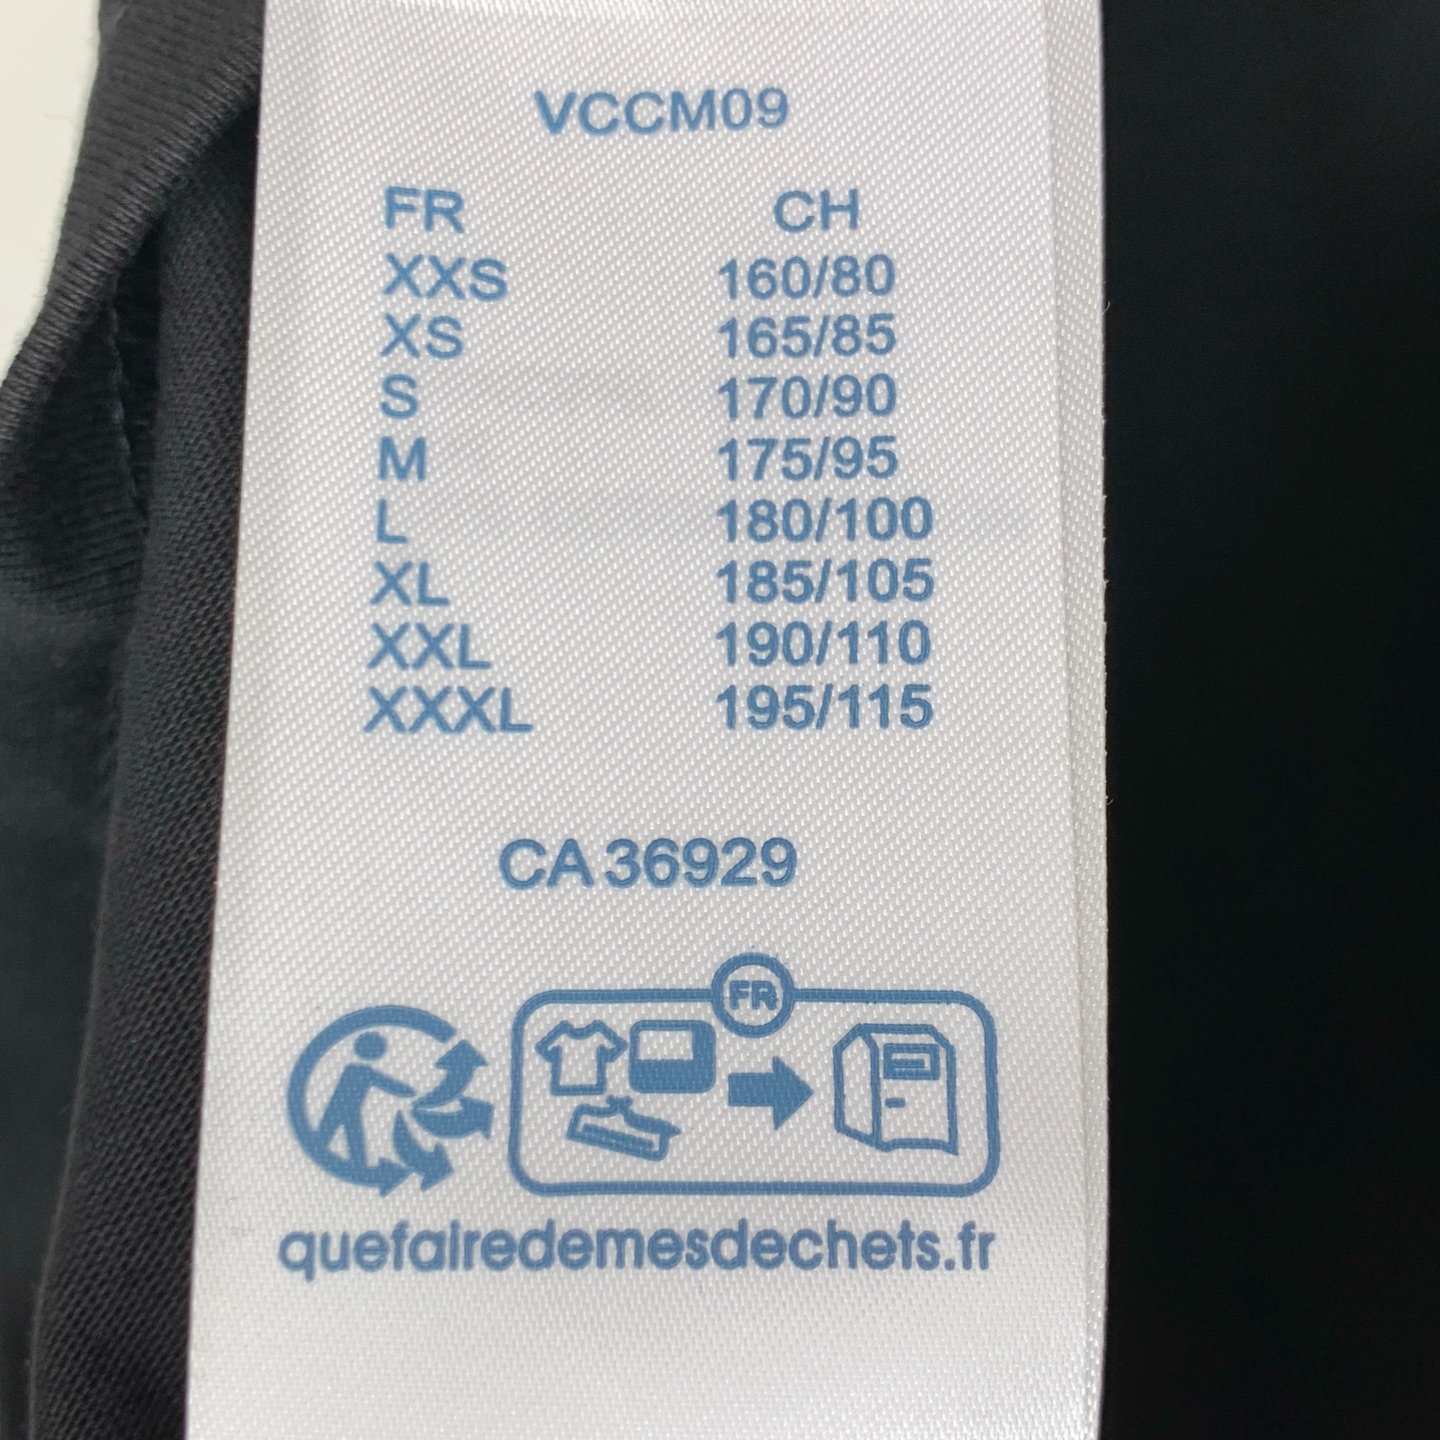 VCCM09
FR CH
XXS 160/80
XS 165/85
S 170/90
M 175/95
L 180/100
XL 185/105
XXL 190/110
XXXL 195/115
CA 36929
FR
quefairedemesdechets.fr